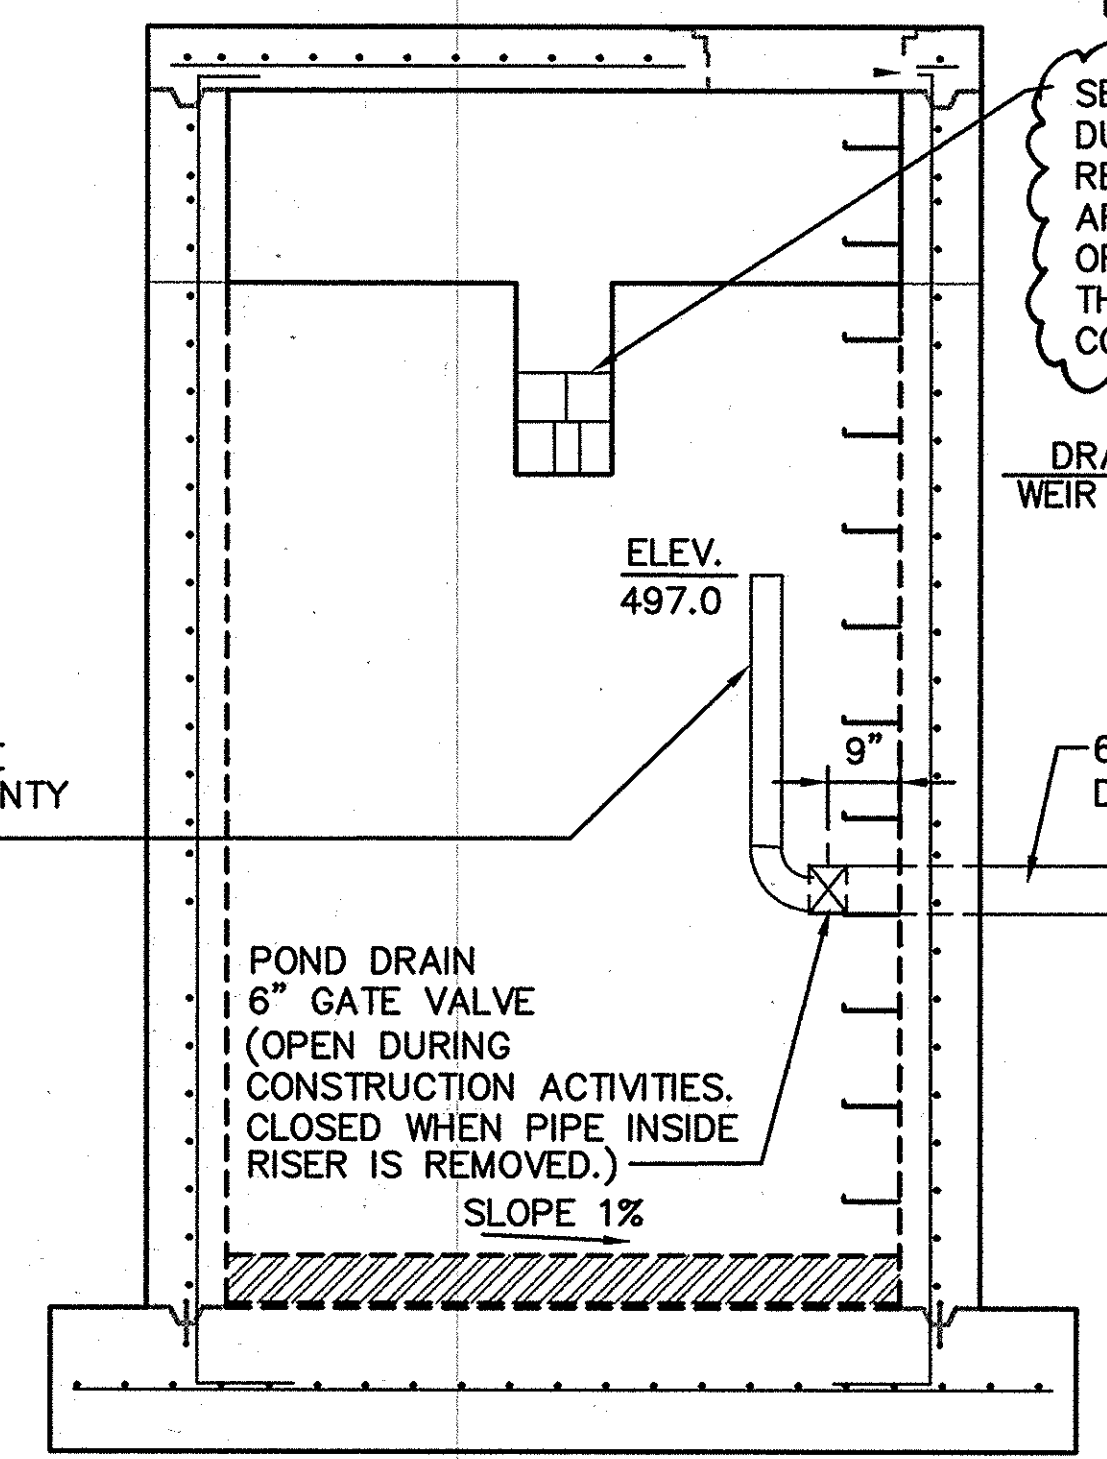 ELEV.
497.0
9"
NTY
WEIR
POND DRAIN
6" GATE VALVE
(OPEN DURING
CONSTRUCTION ACTIVITIES.
CLOSED WHEN PIPE INSIDE
RISER IS REMOVED.)
SLOPE 1%